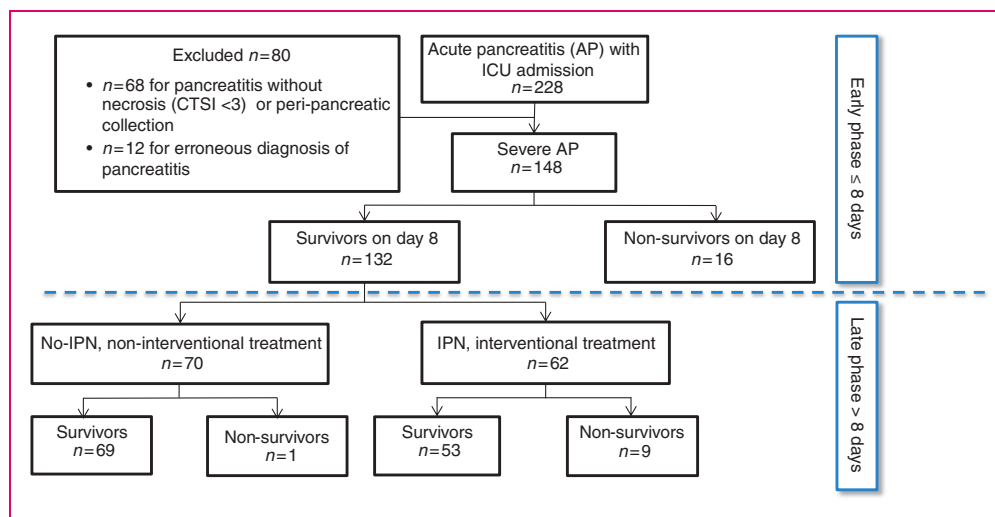 Excluded n=80
• n=68 for pancreatitis without
necrosis (CTSI <3) or peri-pancreatic
collection
• n=12 for erroneous diagnosis of
pancreatitis
Acute pancreatitis (AP) with
ICU admission
n=228
Severe AP
n=148
Survivors on day 8
n=132
Non-survivors on day 8
n=16
Early phase ≤ 8 days
No-IPN, non-interventional treatment
n=70
IPN, interventional treatment
n=62
Survivors
n=69
Non-survivors
n=1
Survivors
n=53
Non-survivors
n=9
Late phase > 8 days